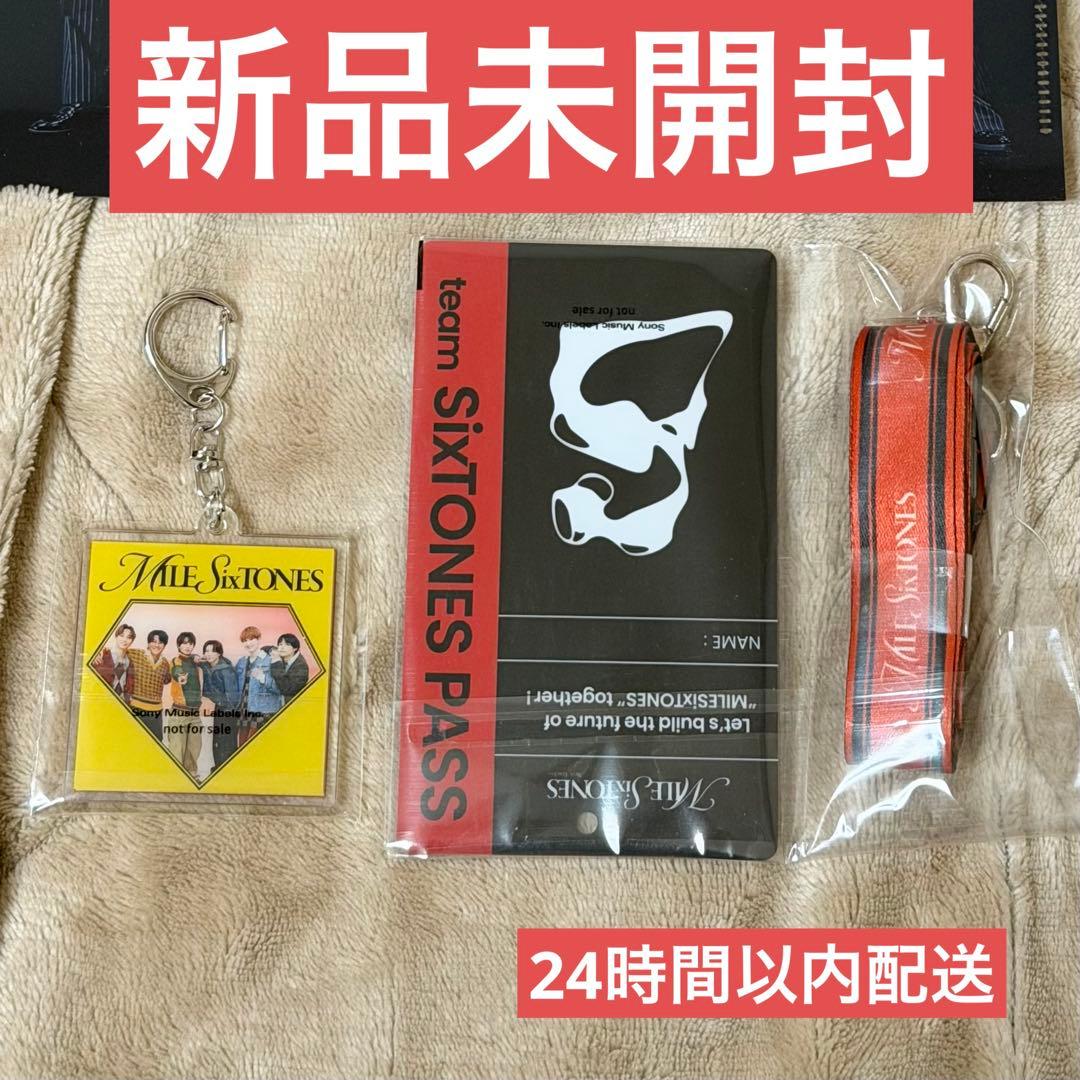 新品未開封
MILE SixTONES
Sony Music Labels Inc.
not for sale
team SixTONES PASS
Sony Music Labels Inc.
not for sale
NAME :
Let's build the future of
"MILESixTONES" together!
MILE SixTONES
MILE SixTONES
24時間以内配送